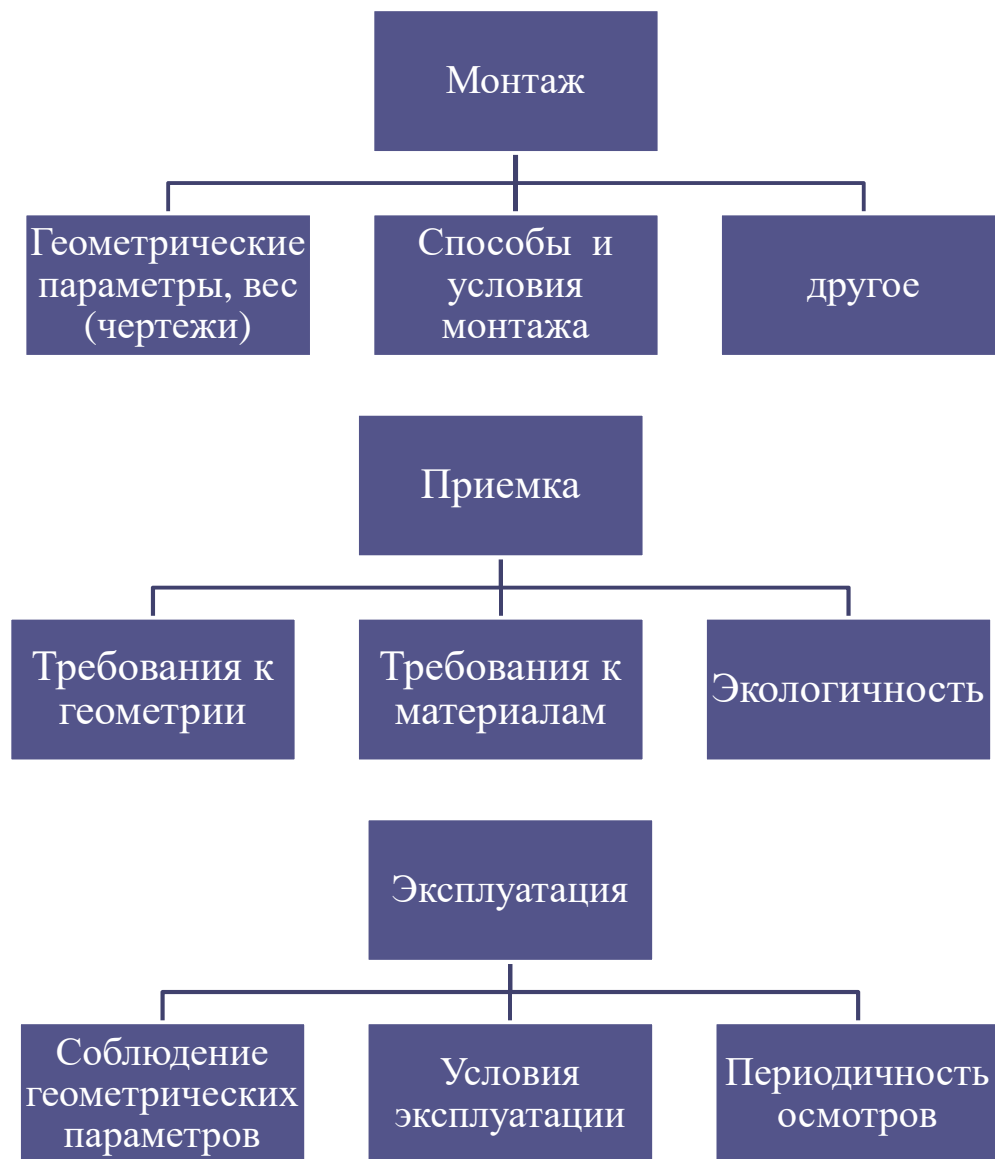 Монтаж
Геометрические
параметры, вес
(чертежи)
Способы и
условия
монтажа
другое
Приемка
Требования к
геометрии
Требования к
материалам
Экологичность
Эксплуатация
Соблюдение
геометрических
параметров
Условия
эксплуатации
Периодичность
осмотров